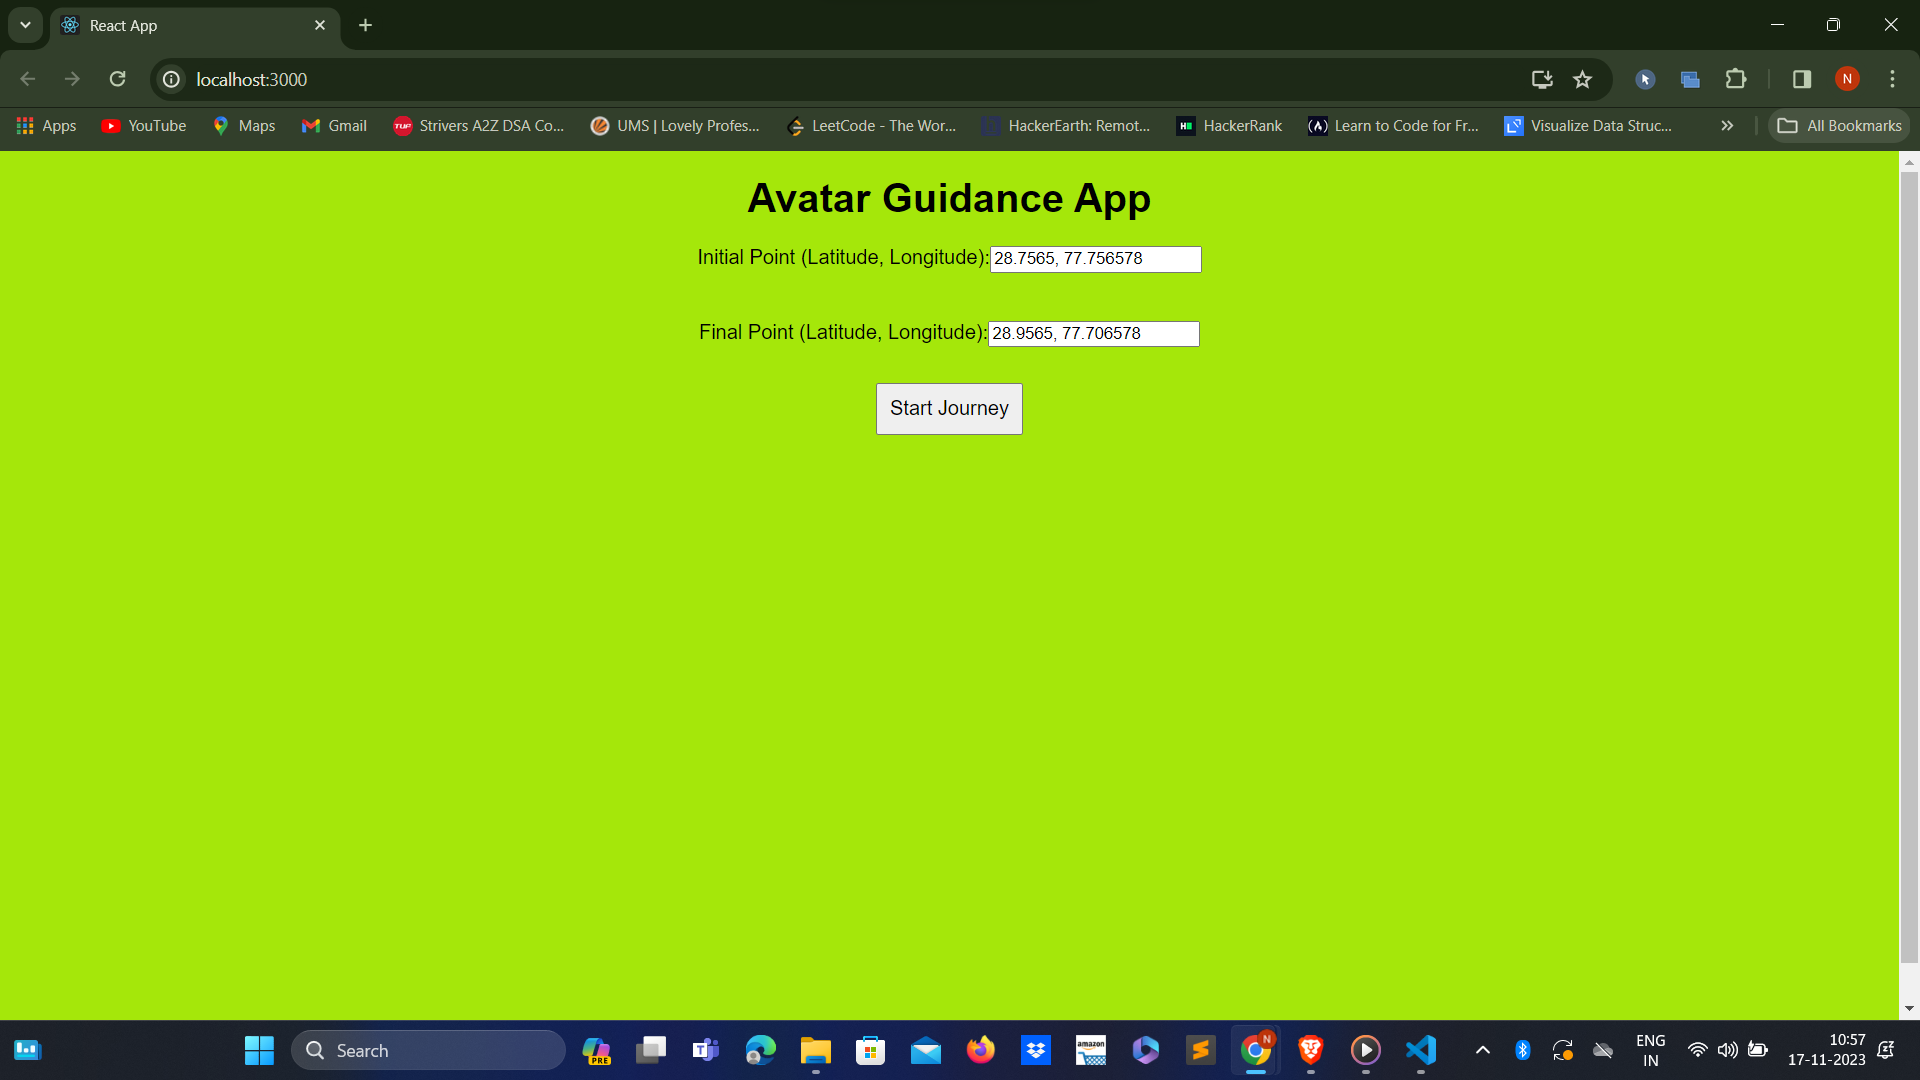 React App
localhost:3000
N
Apps
YouTube
Maps
Gmail
TUF
Strivers A2Z DSA Co...
UMS | Lovely Profes...
LeetCode - The Wor...
HackerEarth: Remot...
HackerRank
Learn to Code for Fr...
Visualize Data Struc...
All Bookmarks
Avatar Guidance App
Initial Point (Latitude, Longitude): 28.7565, 77.756578
Final Point (Latitude, Longitude): 28.9565, 77.706578
Start Journey
Search
PRE
amazon
N
ENG
IN
10:57
17-11-2023